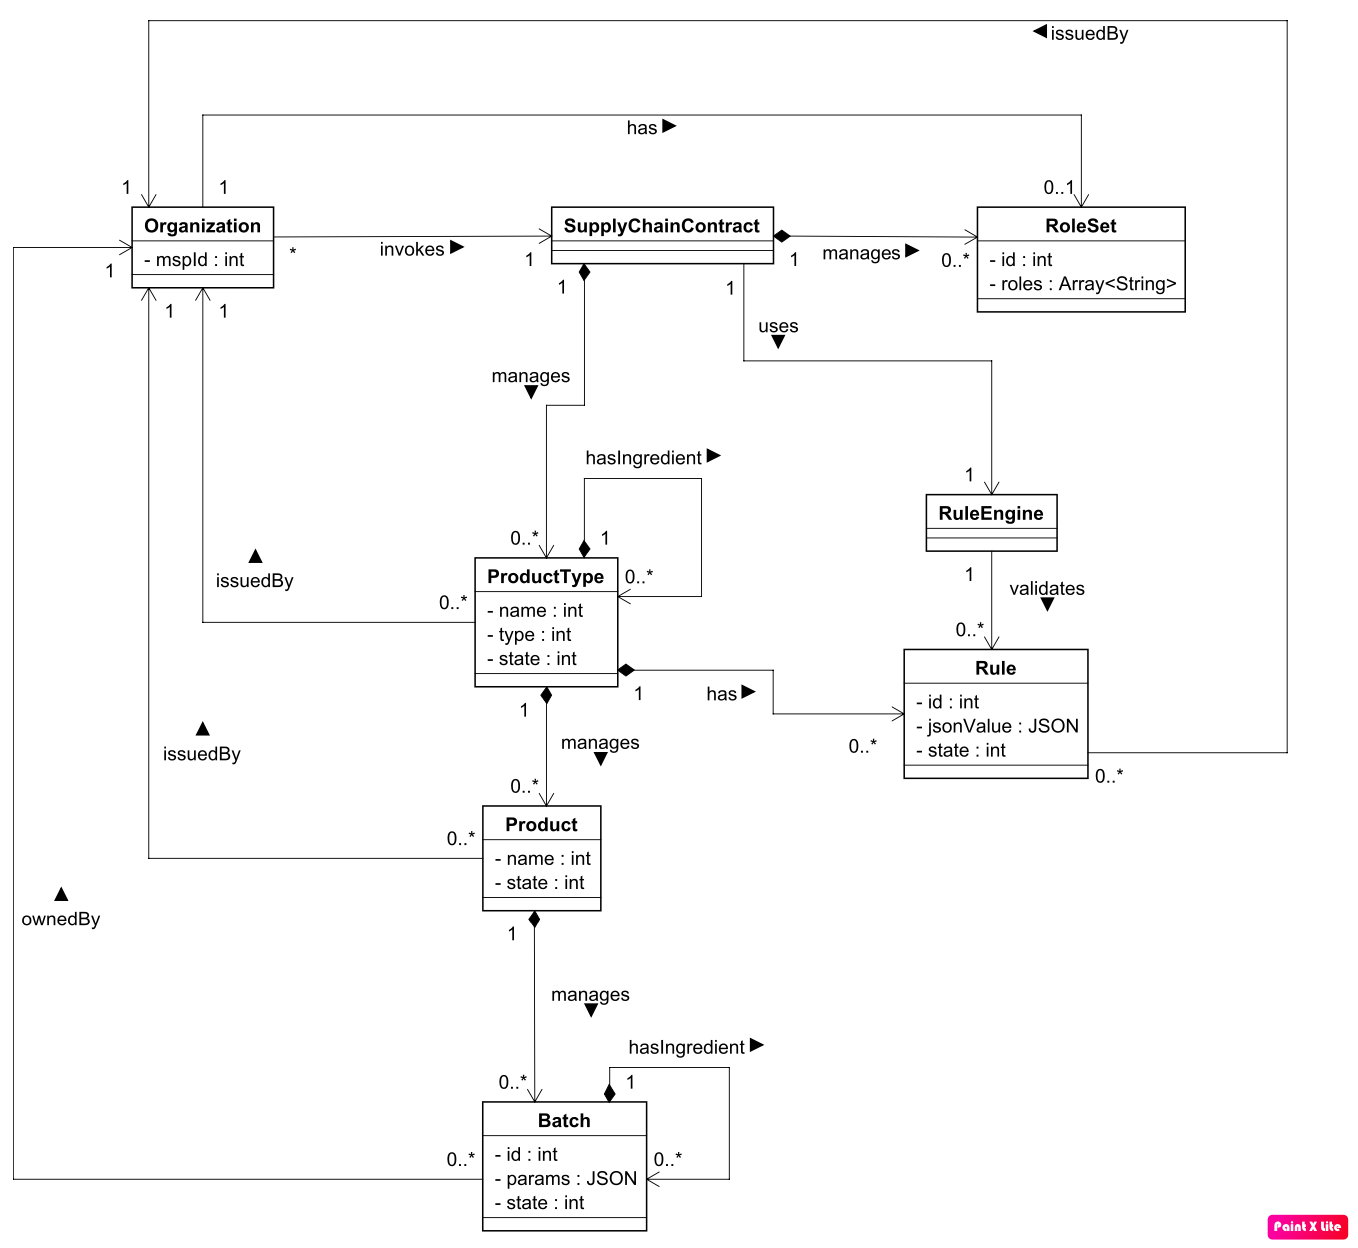 issuedBy
has
1
1
0..1
Organization
- mspId : int
*
invokes
1
1
SupplyChainContract
1
manages
0..*
RoleSet
- id : int
- roles : Array<String>
1
1
1
1
uses
manages
hasIngredient
0..*
1
1
RuleEngine
ProductType
- name : int
- type : int
- state : int
0..*
0..*
issuedBy
1
validates
0..*
1
has
0..*
Rule
- id : int
- jsonValue : JSON
- state : int
0..*
1
manages
issuedBy
0..*
0..*
Product
- name : int
- state : int
ownedBy
1
manages
hasIngredient
0..*
1
Batch
- id : int
- params : JSON
- state : int
0..*
0..*
Paint X Lite